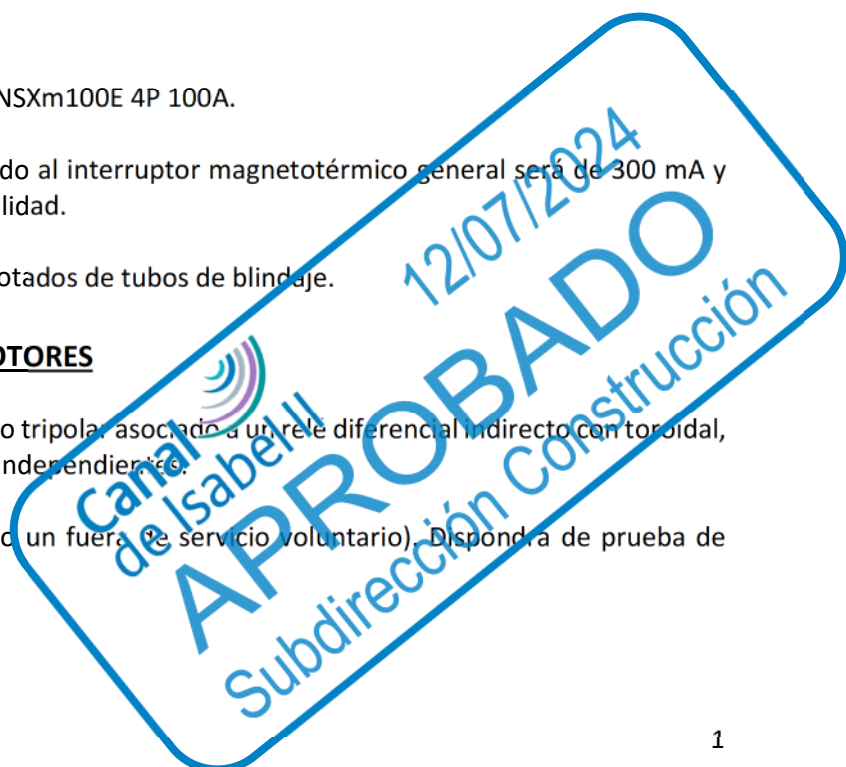 NSXm100E 4P 100A.
do al interruptor magnetotérmico general será de 300 mA y
lidad.
otados de tubos de blindaje.
OTORES
o tripolar asociado a un relé diferencial indirecto con toroidal,
independientes.
o un fuera de servicio voluntario). Dispondrá de prueba de
12/07/2024
Canal
de Isabel II
APROBADO
Subdirección Construcción
1